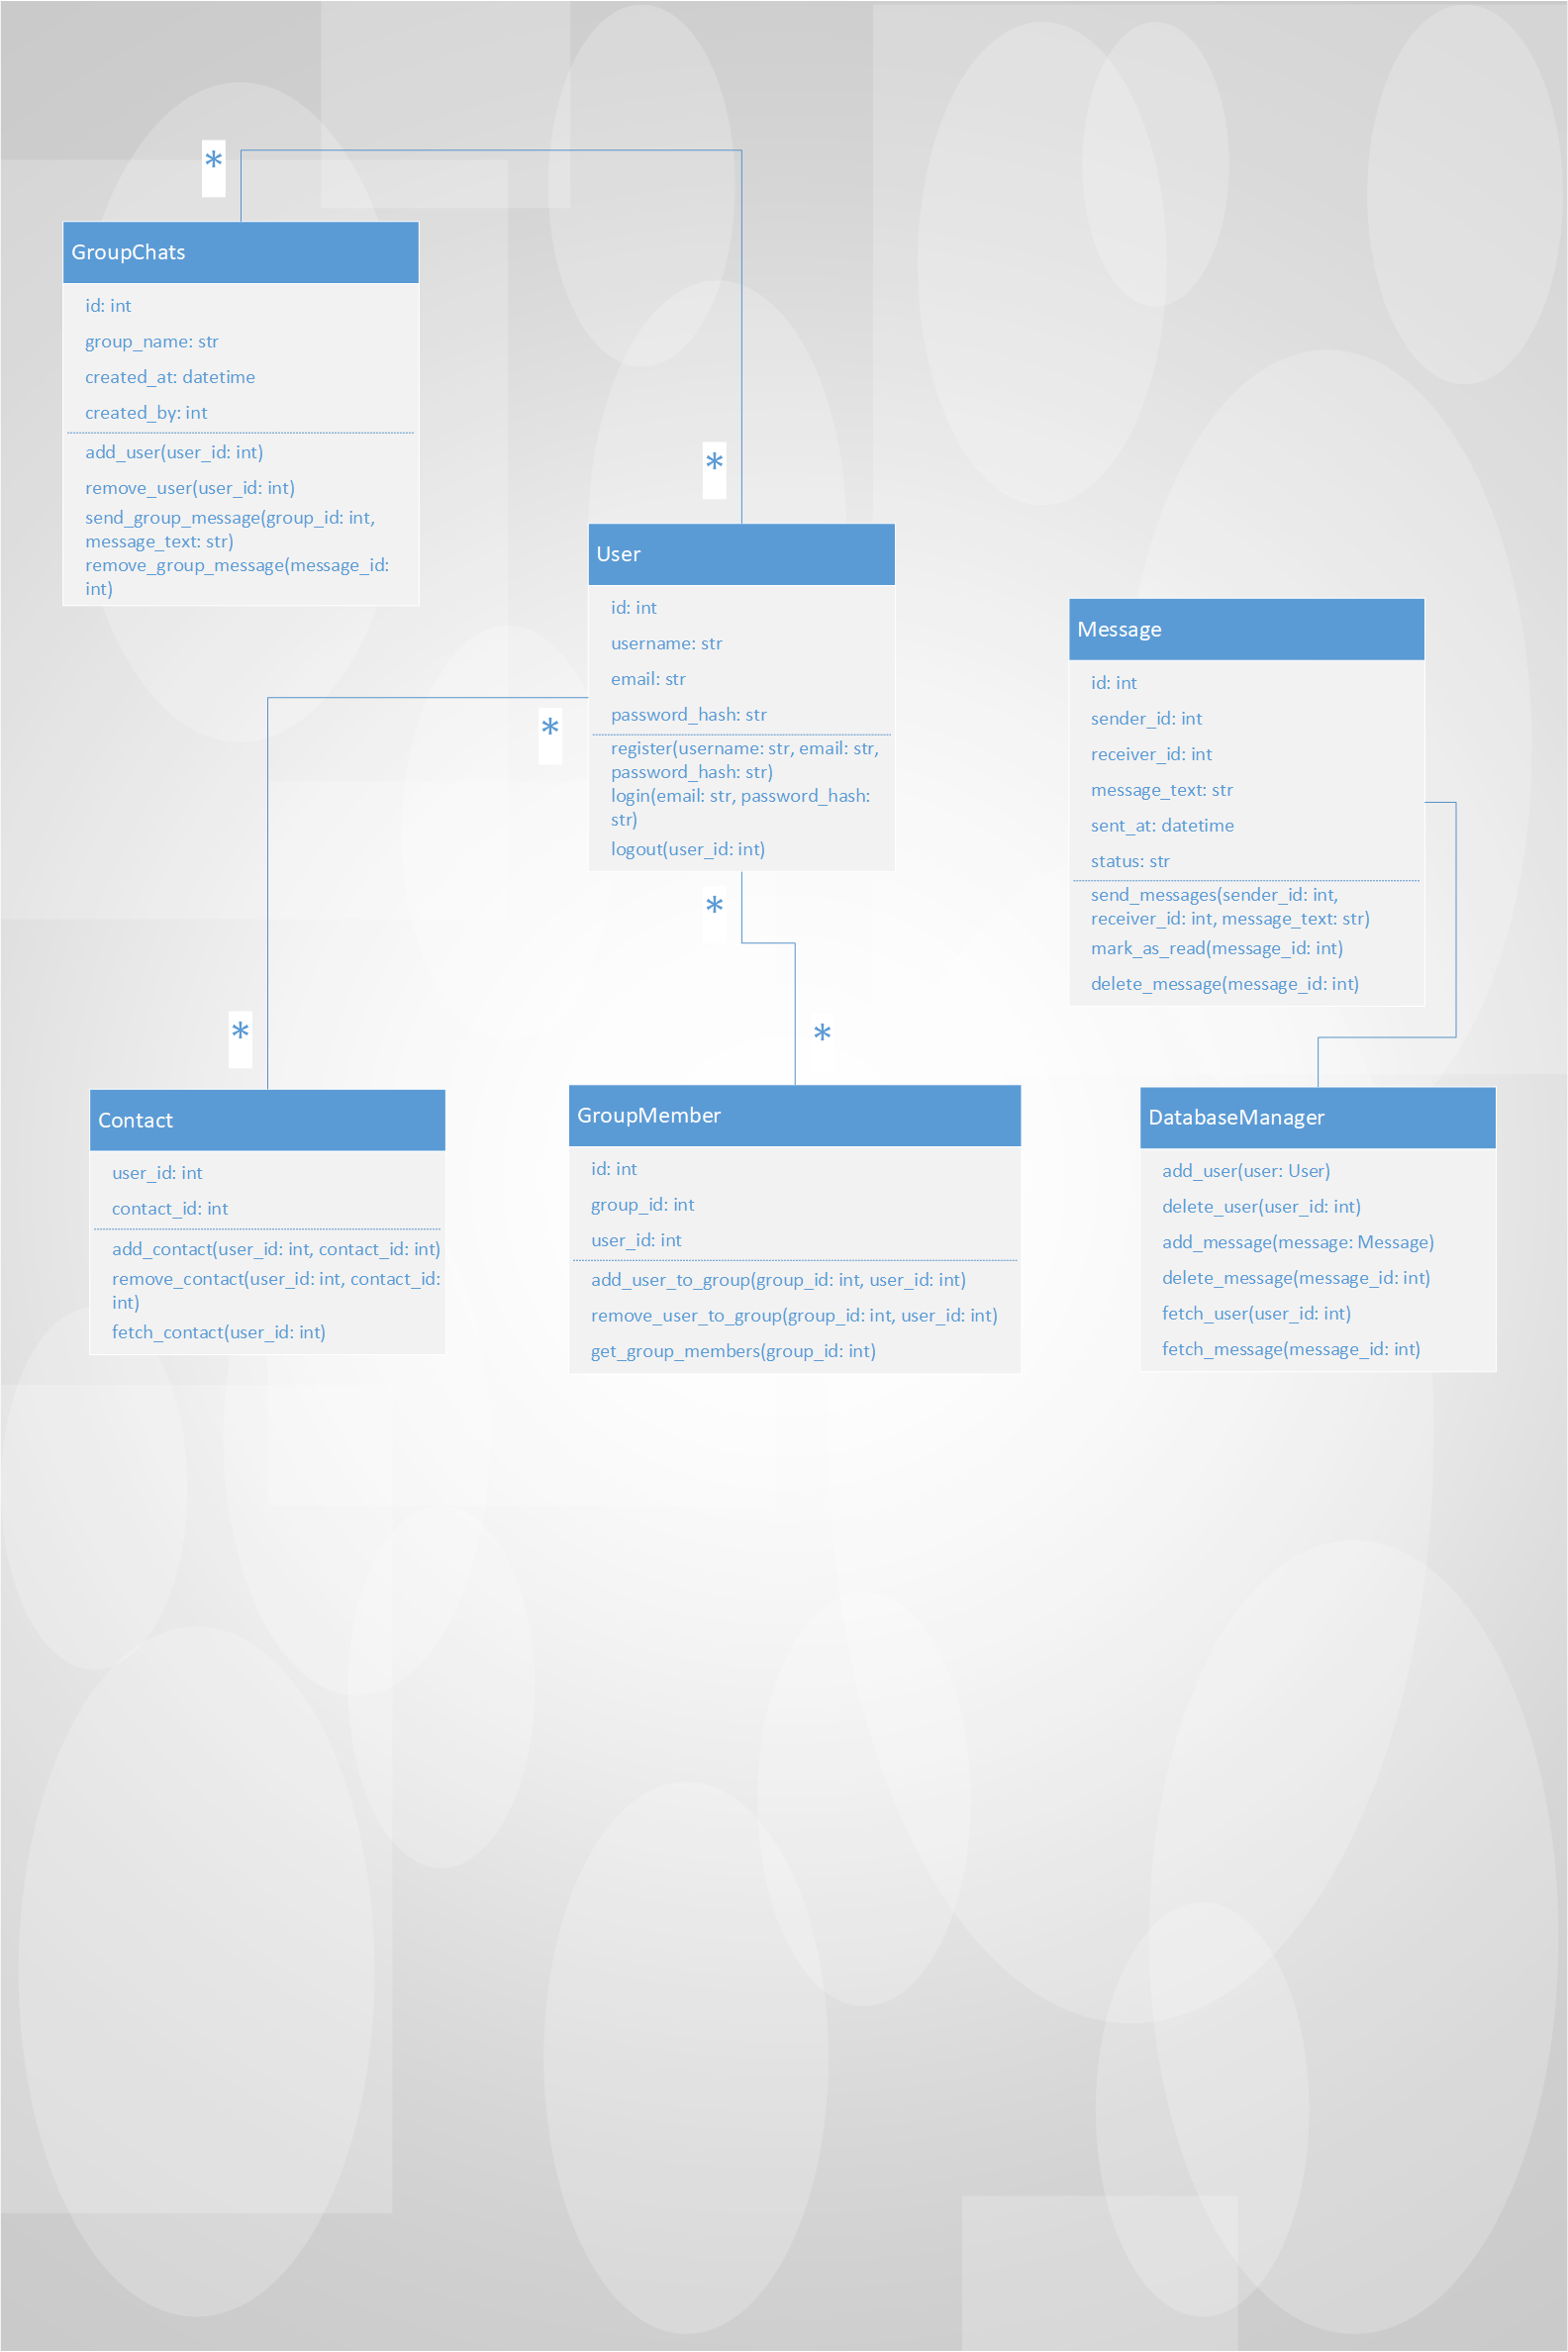 *
GroupChats
id: int
group_name: str
created_at: datetime
created_by: int
add_user(user_id: int)
remove_user(user_id: int)
send_group_message(group_id: int,
message_text: str)
remove_group_message(message_id:
int)
*
User
id: int
username: str
email: str
password_hash: str
register(username: str, email: str,
password_hash: str)
login(email: str, password_hash:
str)
logout(user_id: int)
Message
id: int
sender_id: int
receiver_id: int
message_text: str
sent_at: datetime
status: str
send_messages(sender_id: int,
receiver_id: int, message_text: str)
mark_as_read(message_id: int)
delete_message(message_id: int)
*
*
*
*
Contact
user_id: int
contact_id: int
add_contact(user_id: int, contact_id: int)
remove_contact(user_id: int, contact_id:
int)
fetch_contact(user_id: int)
GroupMember
id: int
group_id: int
user_id: int
add_user_to_group(group_id: int, user_id: int)
remove_user_to_group(group_id: int, user_id: int)
get_group_members(group_id: int)
DatabaseManager
add_user(user: User)
delete_user(user_id: int)
add_message(message: Message)
delete_message(message_id: int)
fetch_user(user_id: int)
fetch_message(message_id: int)